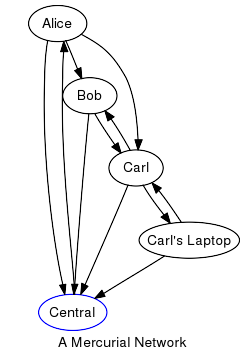 Alice
Bob
Carl
Carl's Laptop
Central
A Mercurial Network